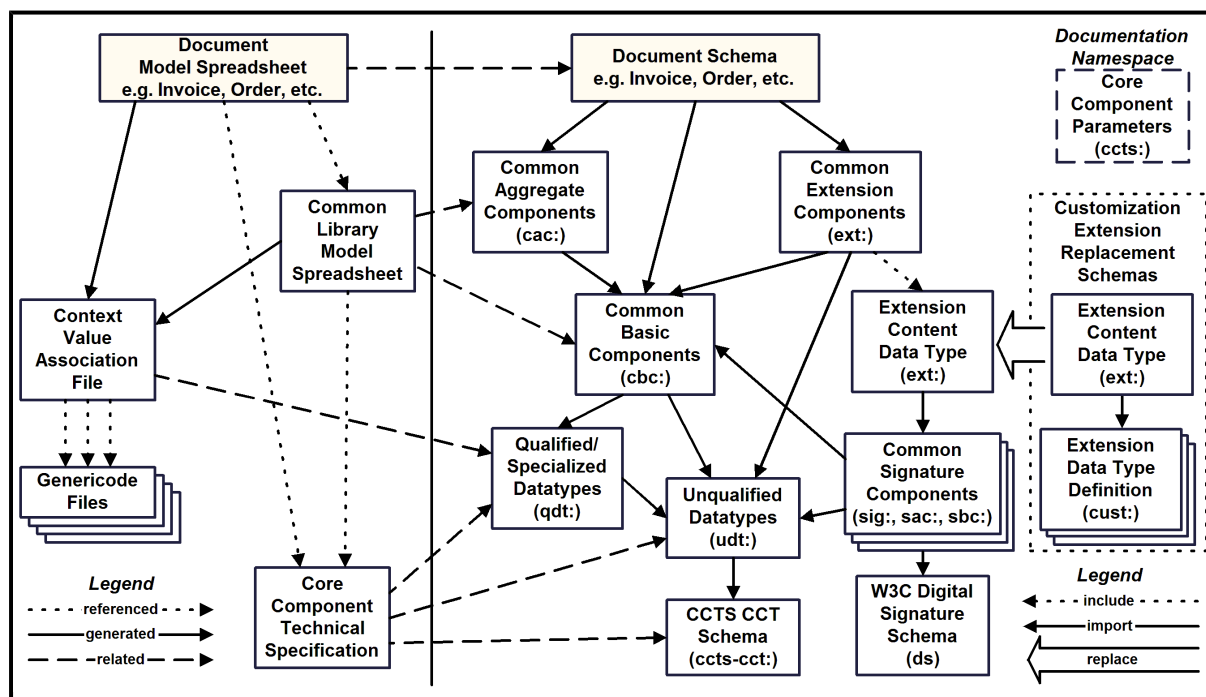 Document
Model Spreadsheet
e.g. Invoice, Order, etc.
Document Schema
e.g. Invoice, Order, etc.
Documentation
Namespace
Core
Component
Parameters
(ccts:)
Common
Aggregate
Components
(cac:)
Common
Extension
Components
(ext:)
Common
Library
Model
Spreadsheet
Customization
Extension
Replacement
Schemas
Context
Value
Association
File
Common
Basic
Components
(cbc:)
Extension
Content
Data Type
(ext:)
Extension
Content
Data Type
(ext:)
Genericode
Files
Qualified/
Specialized
Datatypes
(qdt:)
Unqualified
Datatypes
(udt:)
Common
Signature
Components
(sig:, sac:, sbc:)
Extension
Data Type
Definition
(cust:)
Legend
referenced
generated
related
Core
Component
Technical
Specification
CCTS CCT
Schema
(ccts-cct:)
W3C Digital
Signature
Schema
(ds)
Legend
include
import
replace